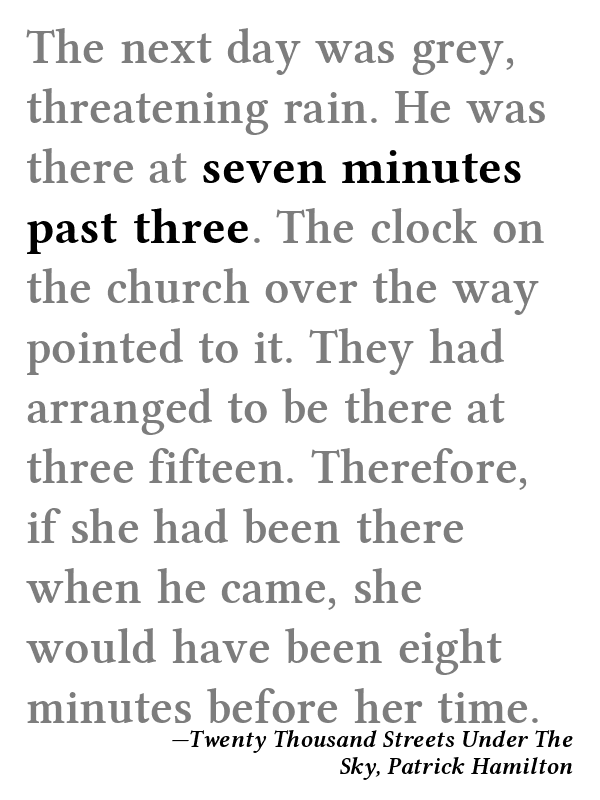 The next day was grey,
threatening rain. He was
there at seven minutes
past three. The clock on
the church over the way
pointed to it. They had
arranged to be there at
three fifteen. Therefore,
if she had been there
when he came, she
would have been eight
minutes before her time.
—Twenty Thousand Streets Under The
Sky, Patrick Hamilton